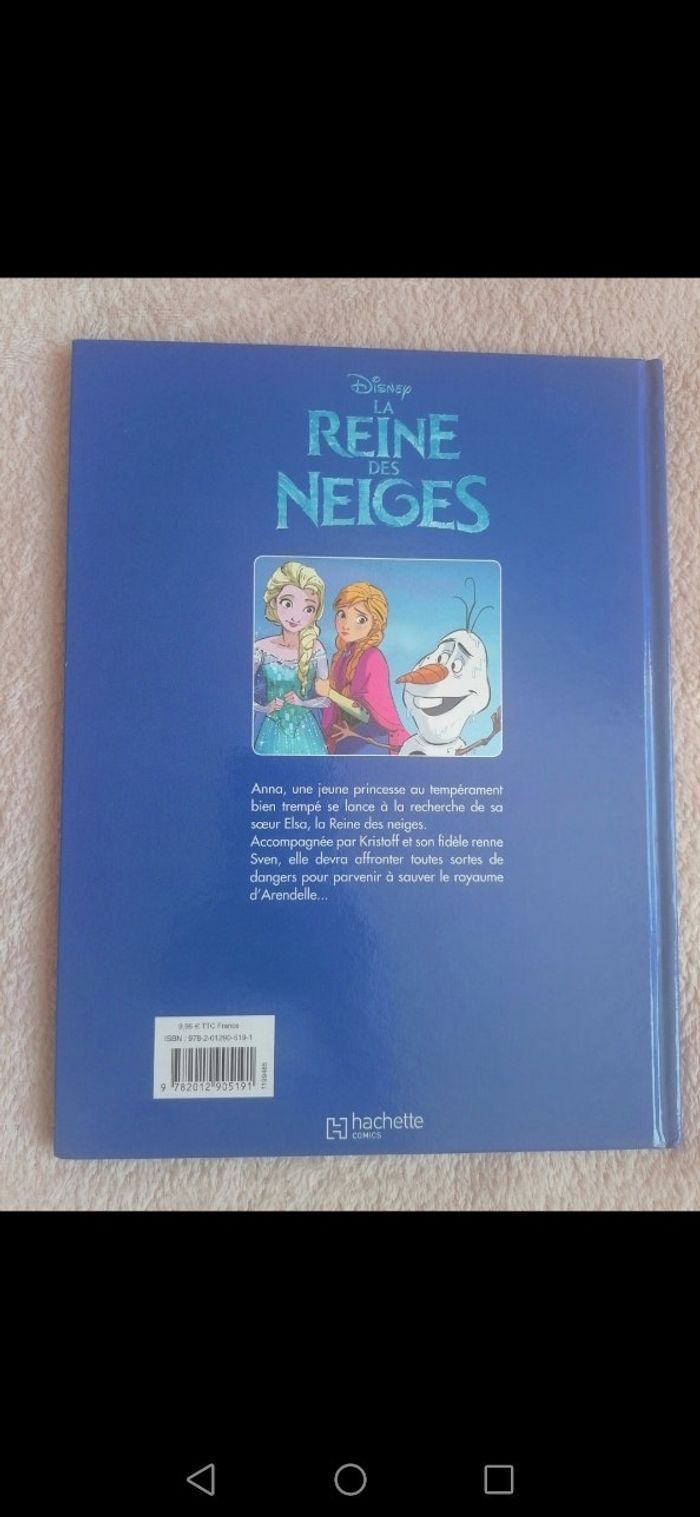 Disney
LA
REINE
DES
NEIGES
Anna, une jeune princesse au tempérament
bien trempé se lance à la recherche de sa
sœur Elsa, la Reine des neiges.
Accompagnée par Kristoff et son fidèle renne
Sven, elle devra affronter toutes sortes de
dangers pour parvenir à sauver le royaume
d'Arendelle...
9,95 € TTC France
ISBN : 978-2-01290-519-1
9 782012 905191
hachette
COMICS